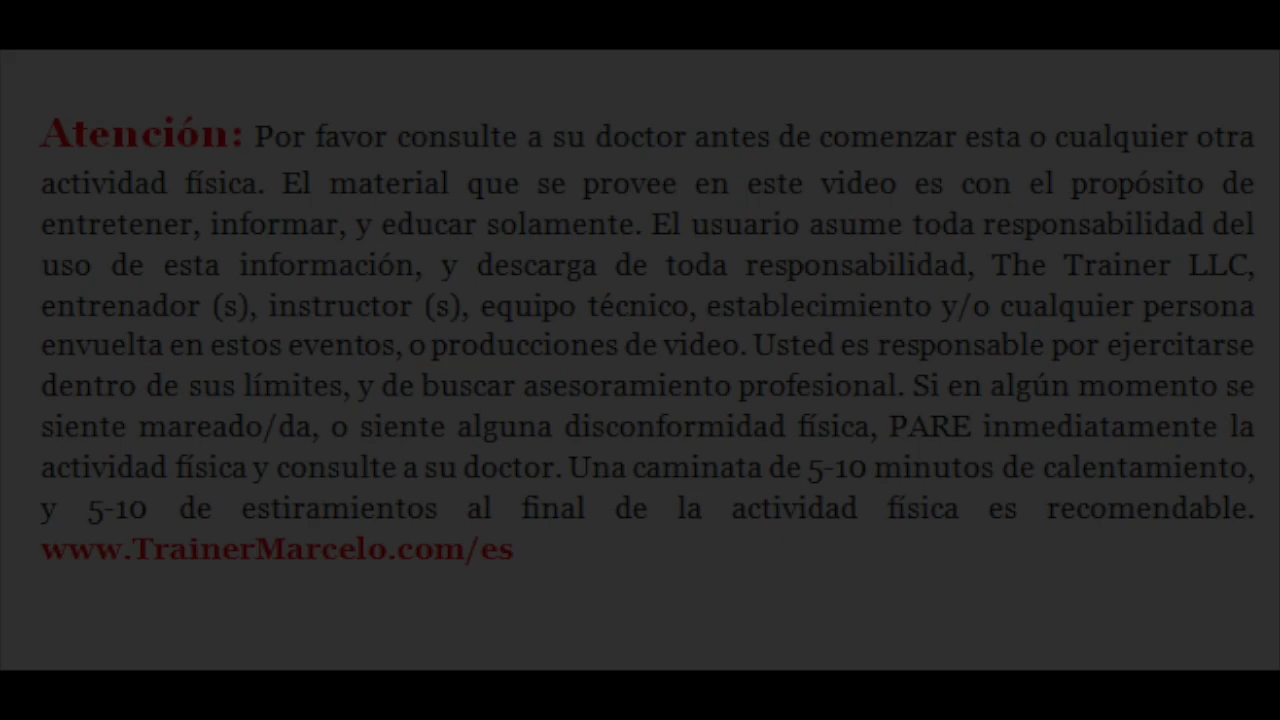 Atención: Por favor consulte a su doctor antes de comenzar esta o cualquier otra
actividad física. El material que se provee en este video es con el propósito de
entretener, informar, y educar solamente. El usuario asume toda responsabilidad del
uso de esta información, y descarga de toda responsabilidad, The Trainer LLC,
entrenador (s), instructor (s), equipo técnico, establecimiento y/o cualquier persona
envuelta en estos eventos, o producciones de video. Usted es responsable por ejercitarse
dentro de sus límites, y de buscar asesoramiento profesional. Si en algún momento se
siente mareado/da, o siente alguna disconformidad física, PARE inmediatamente la
actividad física y consulte a su doctor. Una caminata de 5-10 minutos de calentamiento,
y 5-10 de estiramientos al final de la actividad física es recomendable.
www.TrainerMarcelo.com/es